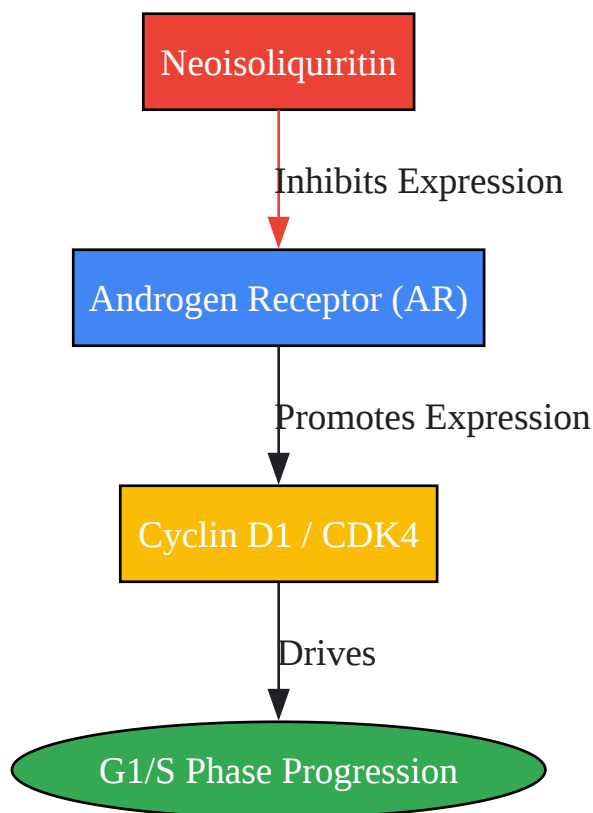 Neoisoliquiritin
Inhibits Expression
Androgen Receptor (AR)
Promotes Expression
Cyclin D1 / CDK4
Drives
G1/S Phase Progression